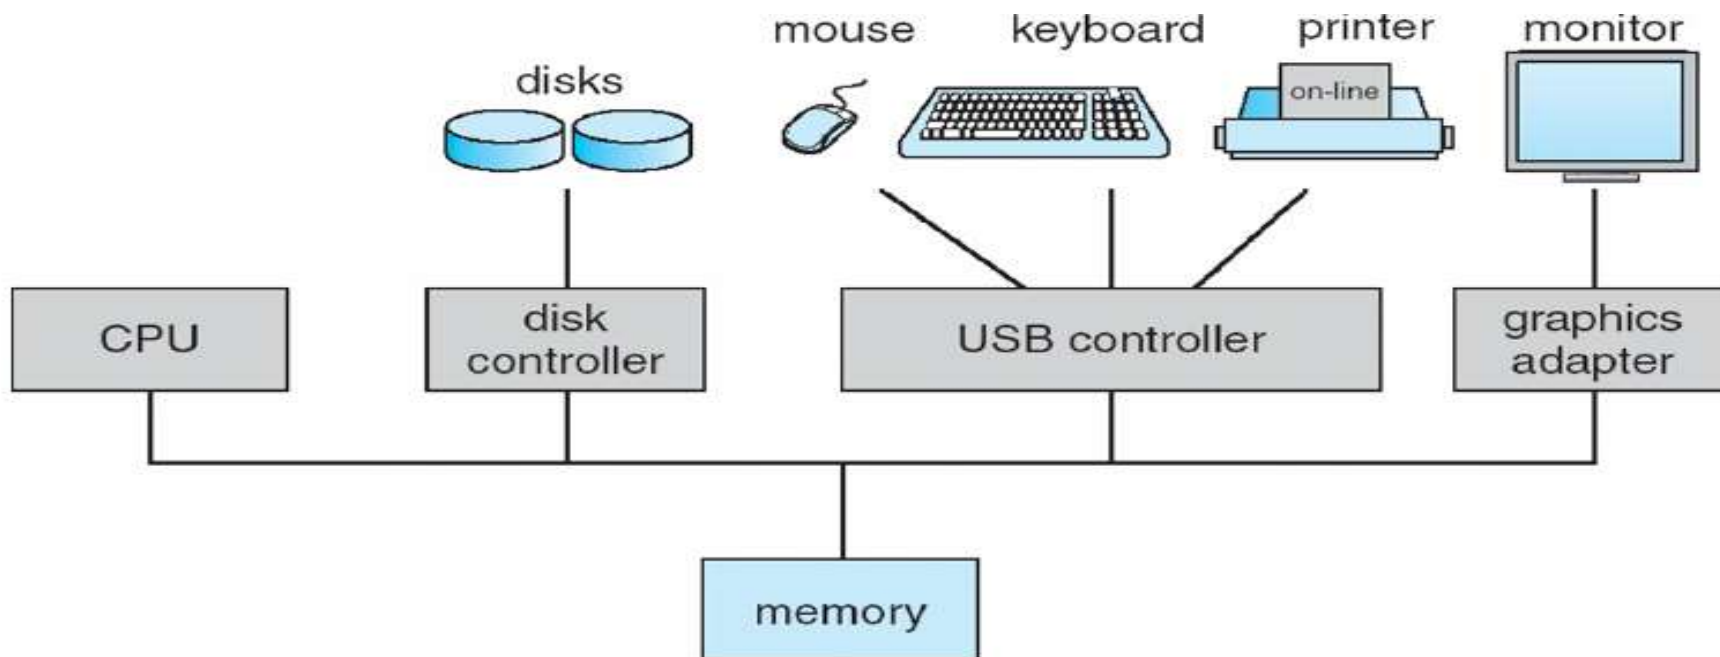 mouse keyboard printer monitor
disks
on-line
CPU
disk
controller
USB controller
graphics
adapter
memory